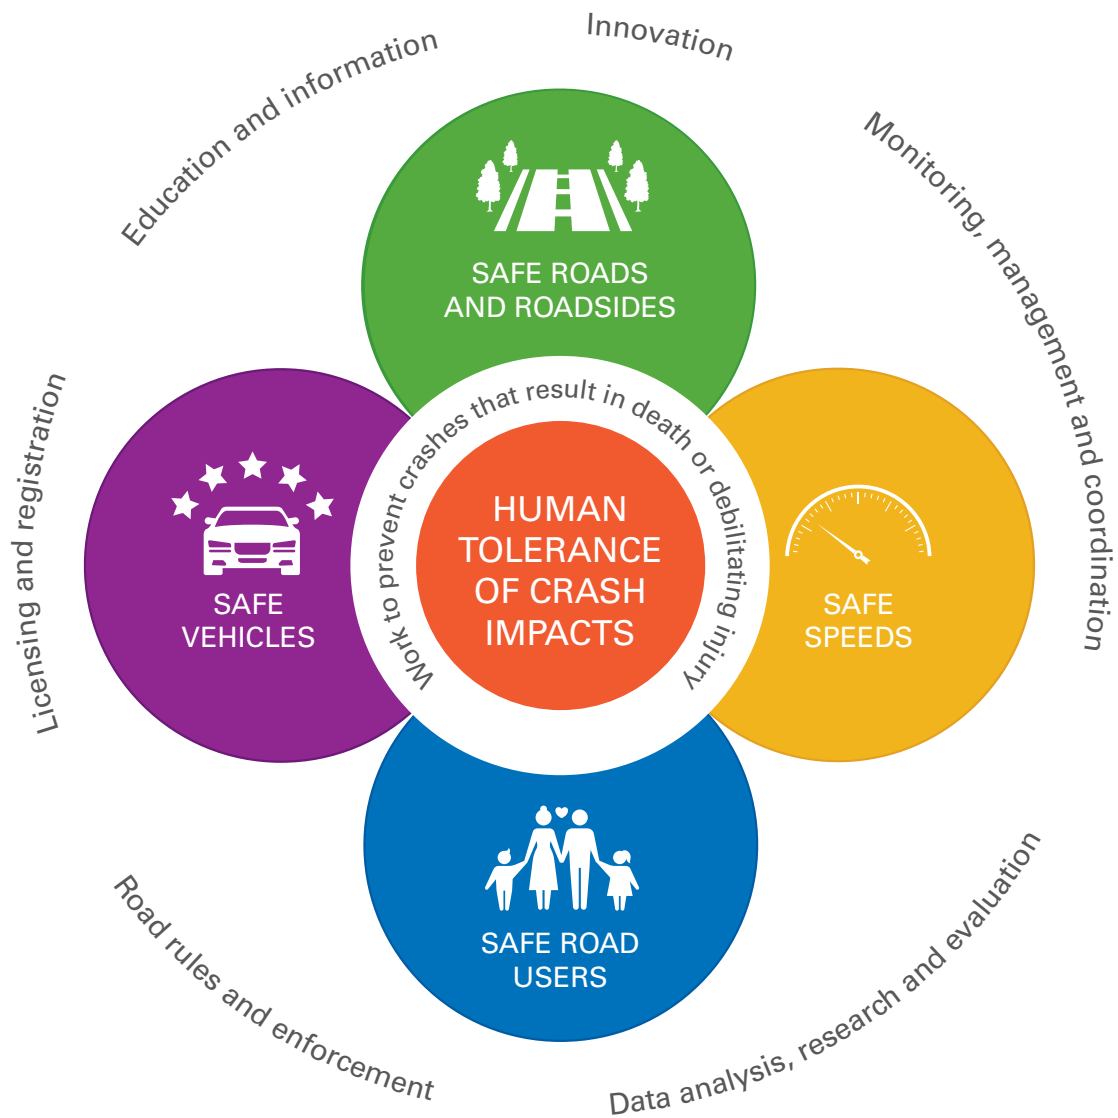 Innovation
Education and information
Monitoring, management and coordination
SAFE ROADS
AND ROADSIDES
Work to prevent crashes that result in death or debilitating injury
HUMAN
TOLERANCE
OF CRASH
IMPACTS
Licensing and registration
SAFE
VEHICLES
SAFE
SPEEDS
SAFE ROAD
USERS
Road rules and enforcement
Data analysis, research and evaluation